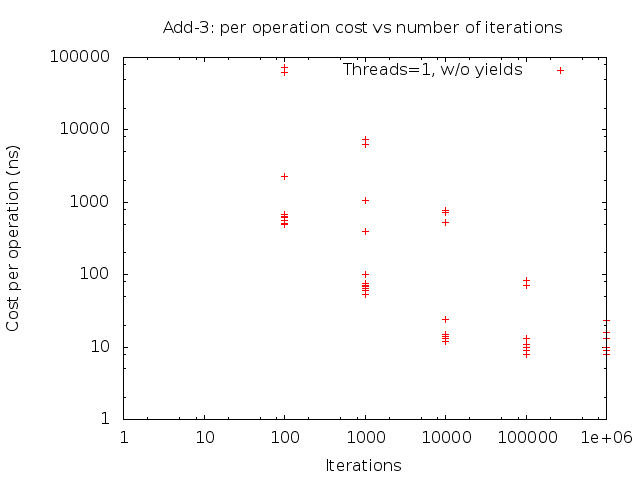 Add-3: per operation cost vs number of iterations
100000
10000
1000
100
10
1
Cost per operation (ns)
Threads=1, w/o yields
1 10 100 1000 10000 100000 1e+06
Iterations